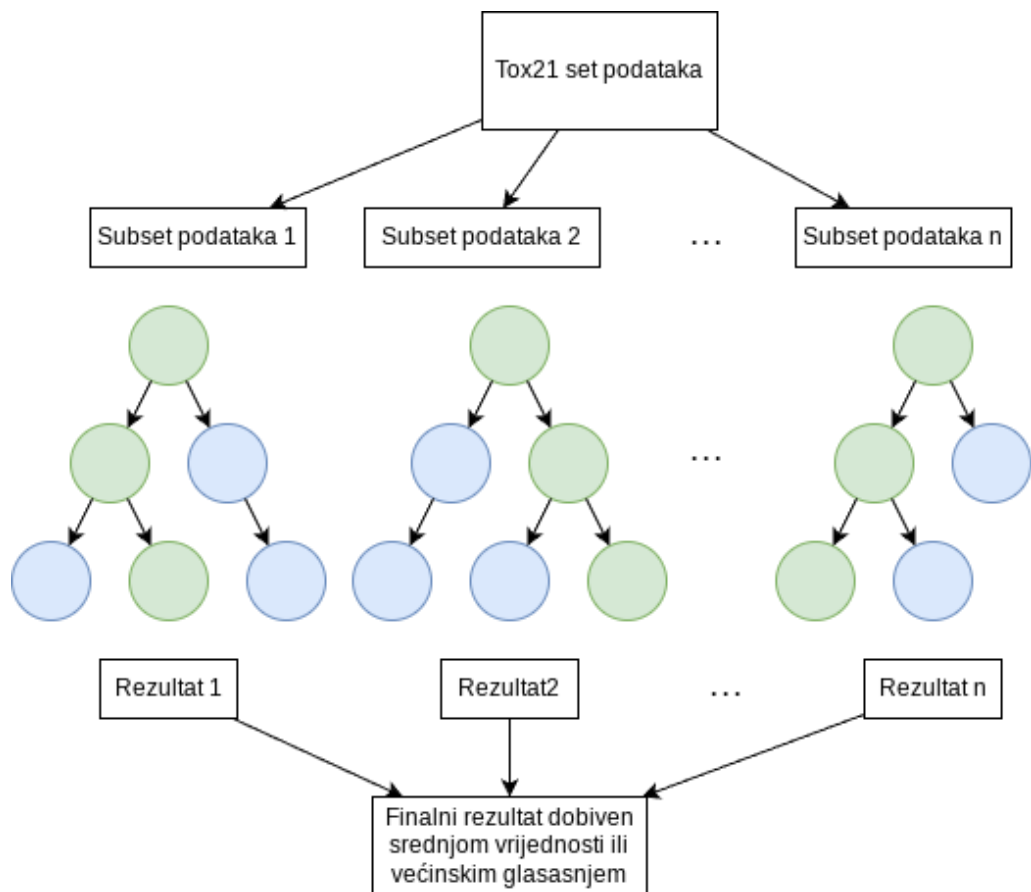 Tox21 set podataka
Subset podataka 1
Subset podataka 2
...
Subset podataka n
...
Rezultat 1
Rezultat2
...
Rezultat n
Finalni rezultat dobiven
srednjom vrijednosti ili
većinskim glasasnjem